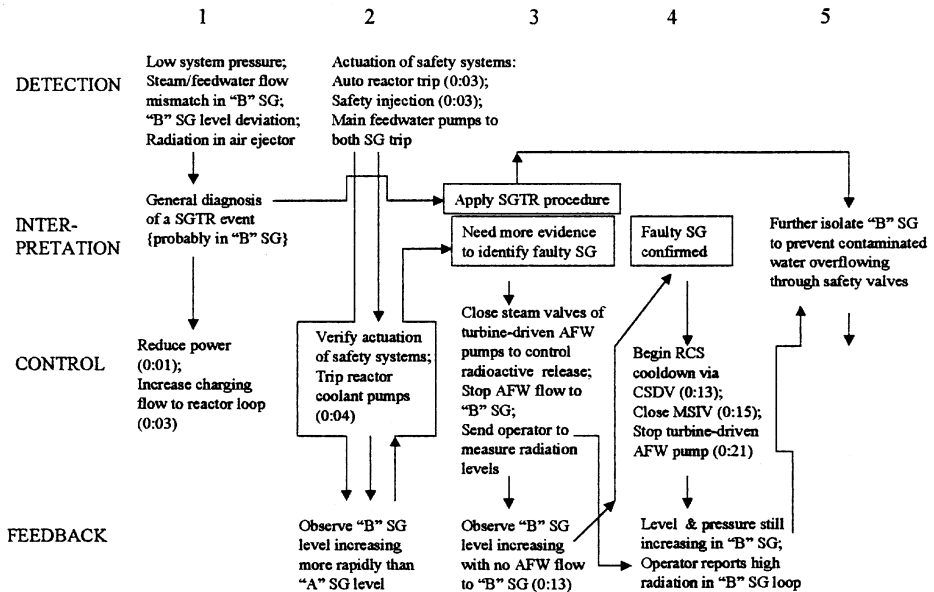 1 2 3 4 5
DETECTION
Low system pressure;
Steam/feedwater flow
mismatch in “B” SG;
“B” SG level deviation;
Radiation in air ejector
Actuation of safety systems:
Auto reactor trip (0:03);
Safety injection (0:03);
Main feedwater pumps to
both SG trip
INTER-
PRETATION
General diagnosis
of a SGTR event
{probably in “B” SG}
Apply SGTR procedure
Need more evidence
to identify faulty SG
Faulty SG
confirmed
Further isolate “B” SG
to prevent contaminated
water overflowing
through safety valves
CONTROL
Reduce power
(0:01);
Increase charging
flow to reactor loop
(0:03)
Verify actuation
of safety systems;
Trip reactor
coolant pumps
(0:04)
Close steam valves of
turbine-driven AFW
pumps to control
radioactive release;
Stop AFW flow to
“B” SG;
Send operator to
measure radiation
levels
Begin RCS
cooldown via
CSDV (0:13);
Close MSIV (0:15);
Stop turbine-driven
AFW pump (0:21)
FEEDBACK
Observe “B” SG
level increasing
more rapidly than
“A” SG level
Observe “B” SG
level increasing
with no AFW flow
to “B” SG (0:13)
Level & pressure still
increasing in “B” SG;
Operator reports high
radiation in “B” SG loop